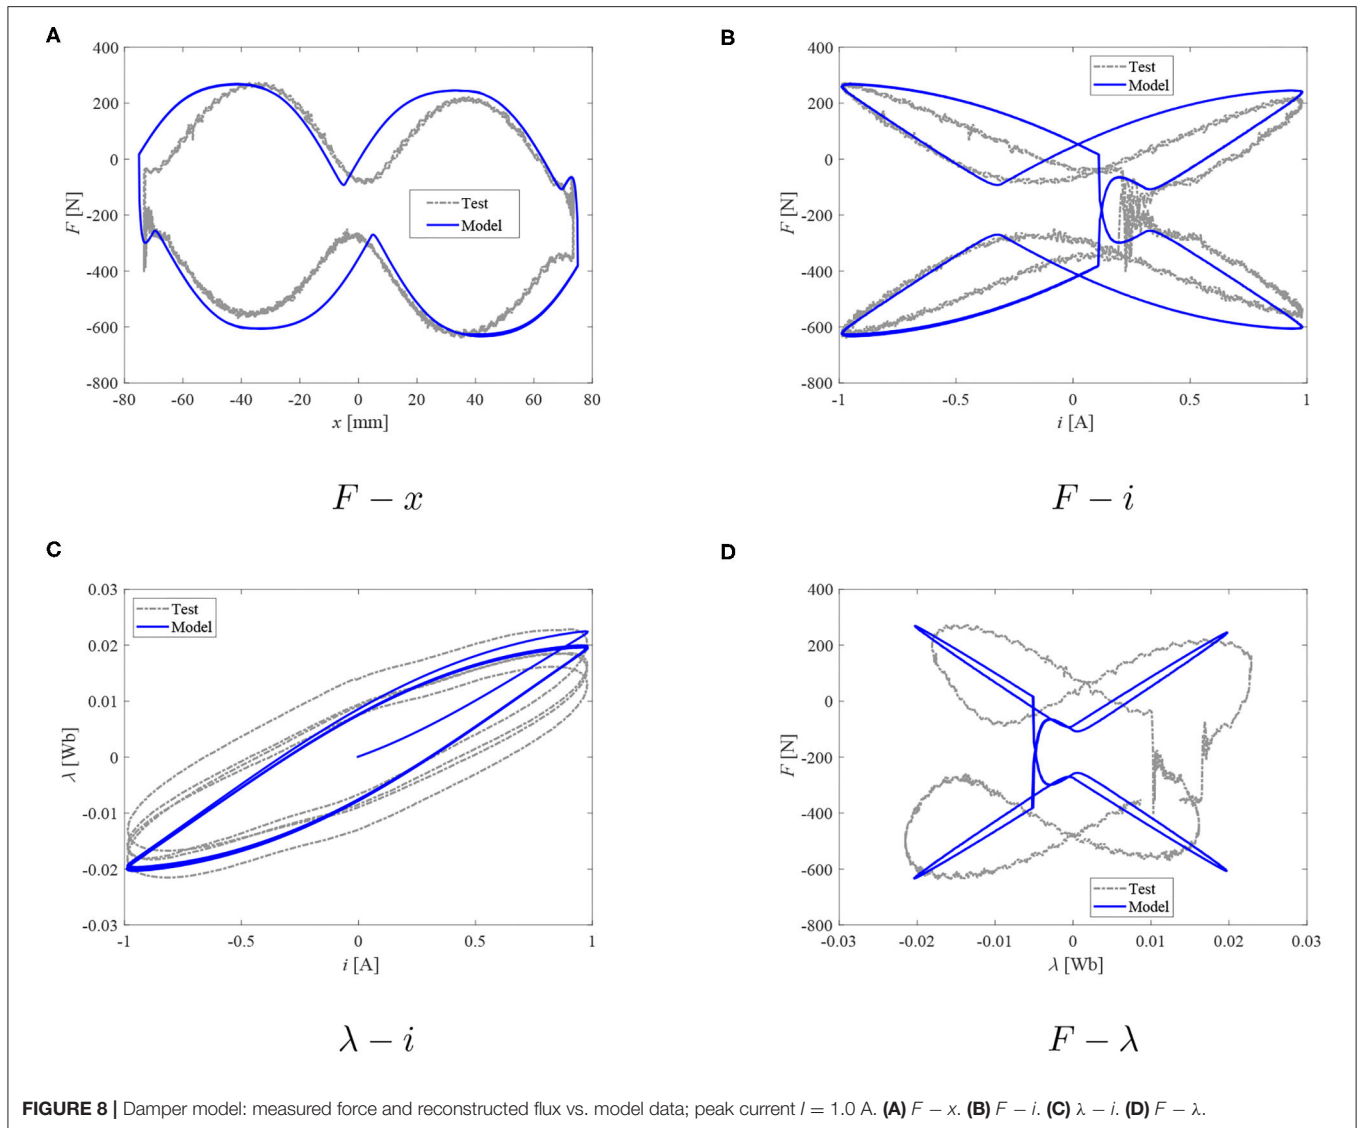 A
400
200
0
-200
-400
-600
-800
F [N]
Test
Model
-80 -60 -40 -20 0 20 40 60 80
x [mm]
F − x
B
400
200
0
-200
-400
-600
-800
F [N]
Test
Model
-1 -0.5 0 0.5 1
i [A]
F − i
C
0.03
0.02
0.01
0
-0.01
-0.02
-0.03
λ [Wb]
Test
Model
-1 -0.5 0 0.5 1
i [A]
λ − i
D
400
200
0
-200
-400
-600
-800
F [N]
Test
Model
-0.03 -0.02 -0.01 0 0.01 0.02 0.03
λ [Wb]
F − λ
FIGURE 8 | Damper model: measured force and reconstructed flux vs. model data; peak current I = 1.0 A. (A) F − x. (B) F − i. (C) λ − i. (D) F − λ.